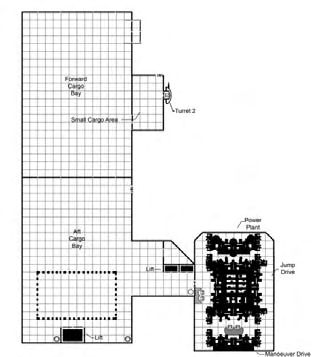 Forward
Cargo
Bay
Small Cargo Area
Turret 2
Aft
Cargo
Bay
Lift
Lift
Power
Plant
Jump
Drive
Manoeuver Drive